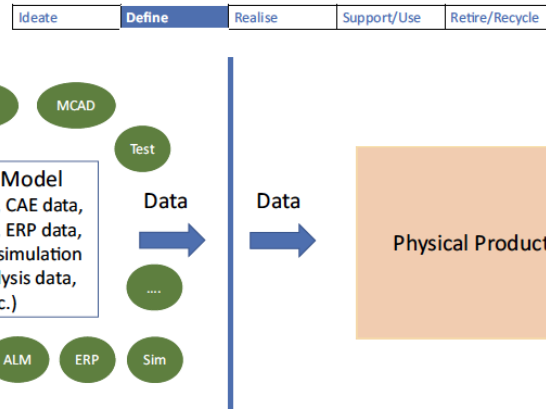 Ideate Define Realise Support/Use Retire/Recycle
MCAD
Test
Model
CAE data,
ERP data,
simulation
lysis data,
c.)
Data
Data
Physical Product
....
ALM ERP Sim